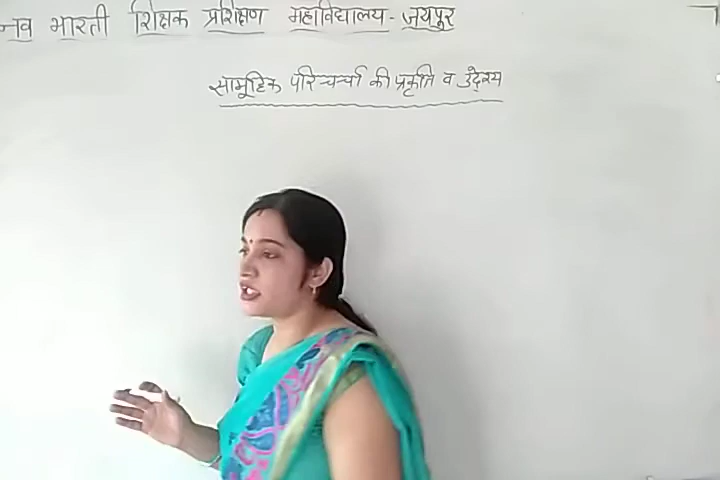 नव भारती शिक्षक प्रशिक्षण महाविद्यालय - जयपुर
सामूहिक परिचर्चा की प्रकृति व उद्देश्य